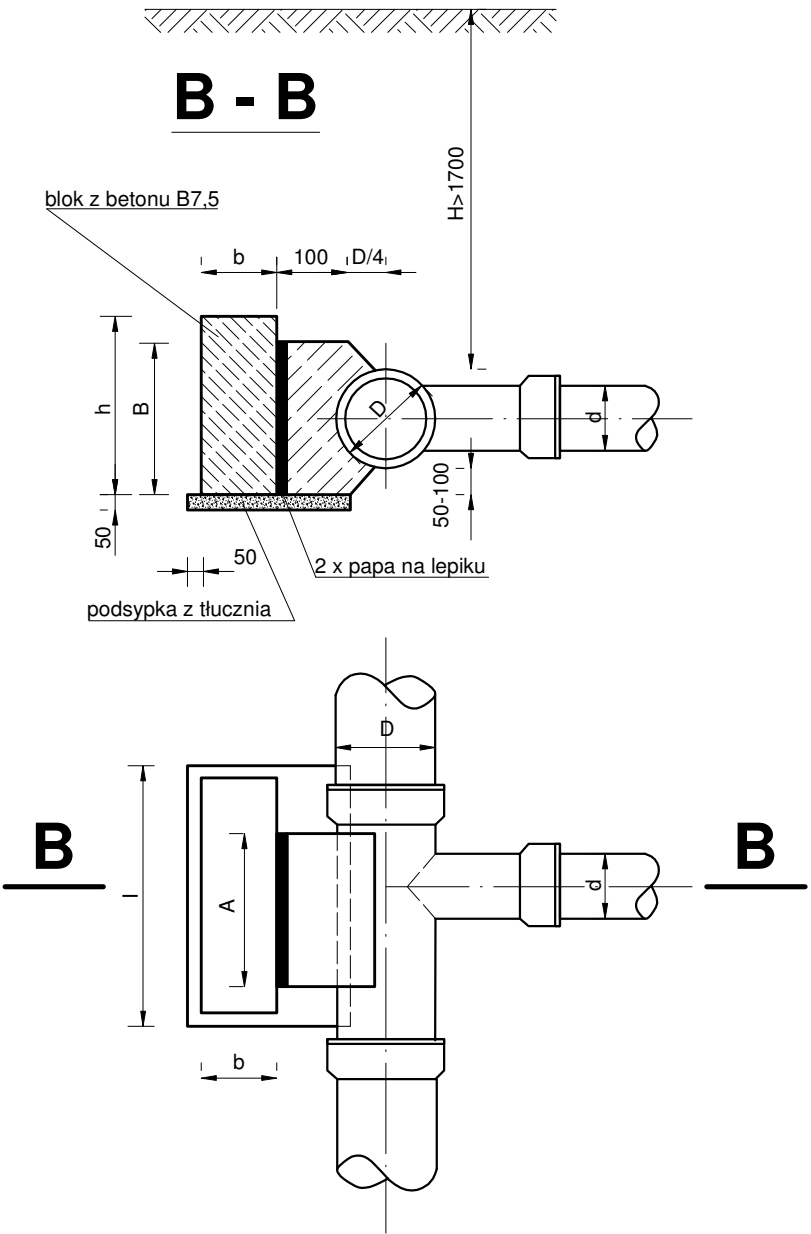 B - B
H>1700
blok z betonu B7,5
b
100
D/4
h
B
D
d
50-100
50
50
2 x papa na lepiku
podsypka z tłucznia
D
B
B
l
A
d
b